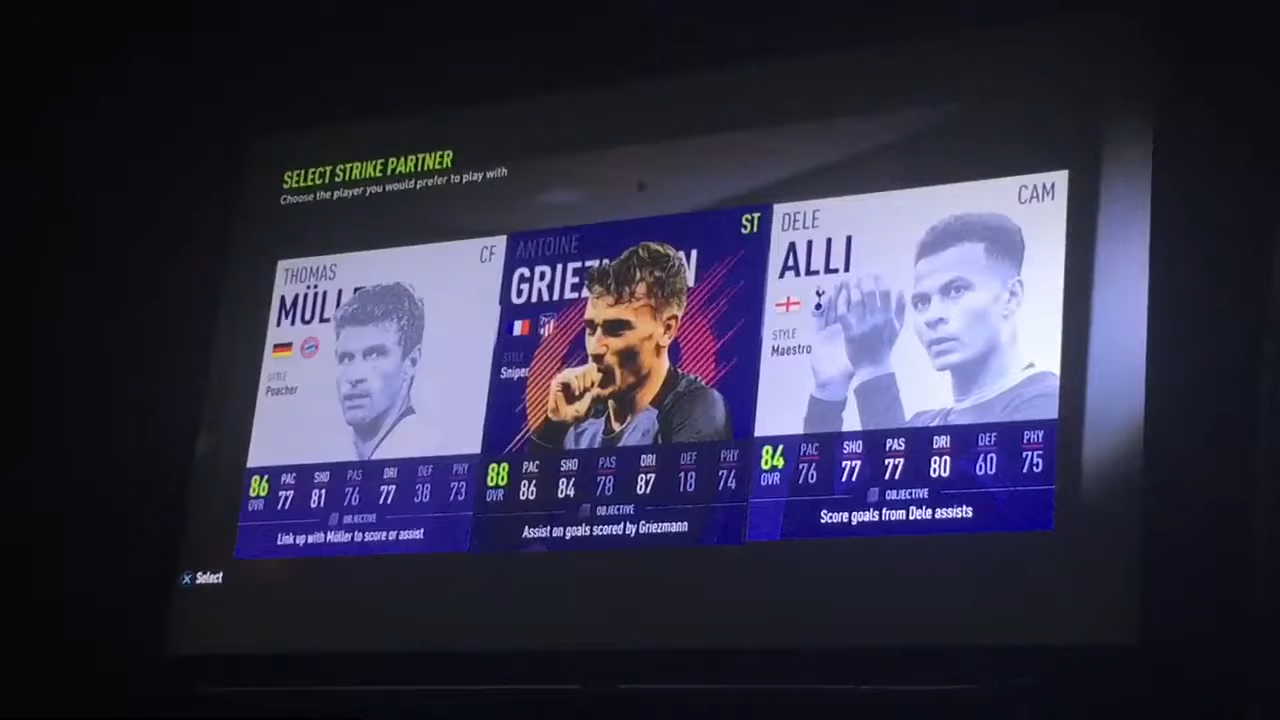 SELECT STRIKE PARTNER
Choose the player you would prefer to play with
THOMAS
CF
STYLE
Poacher
86 OVR
PAC SHO PAS DRI DEF PHY
77 81 76 77 38 73
OBJECTIVE
Link up with Müller to score or assist
ANTOINE
ST
STYLE
Sniper
88 OVR
PAC SHO PAS DRI DEF PHY
86 84 78 87 18 74
OBJECTIVE
Assist on goals scored by Griezmann
DELE
CAM
ALLI
STYLE
Maestro
84 OVR
PAC SHO PAS DRI DEF PHY
76 77 77 80 60 75
OBJECTIVE
Score goals from Dele assists
Select